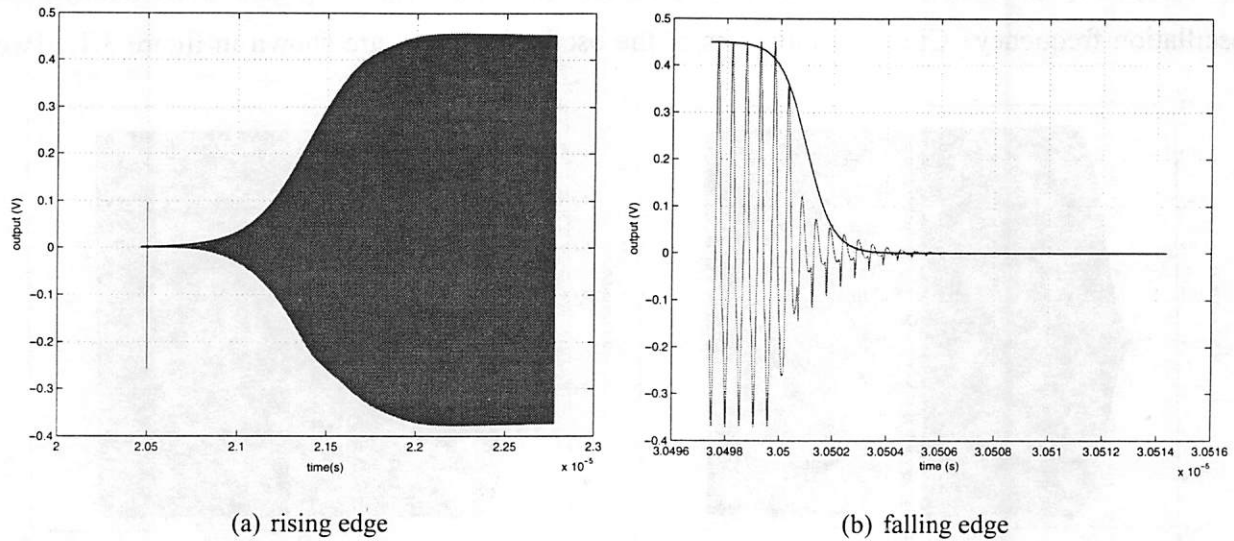 illation frequency.
0.5
0.4
0.3
0.2
0.1
0
−0.1
−0.2
−0.3
−0.4
output (V)
2 2.05 2.1 2.15 2.2 2.25 2.3
time(s)
x 10⁻⁵
(a) rising edge
0.5
0.4
0.3
0.2
0.1
0
−0.1
−0.2
−0.3
−0.4
output (V)
3.0496 3.0498 3.05 3.0502 3.0504 3.0506 3.0508 3.051 3.0512 3.0514 3.0516
time (s)
x 10⁻⁵
(b) falling edge